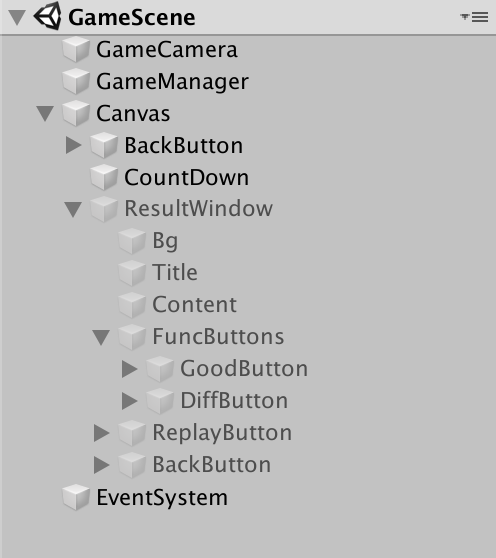 GameScene
GameCamera
GameManager
Canvas
BackButton
CountDown
ResultWindow
Bg
Title
Content
FuncButtons
GoodButton
DiffButton
ReplayButton
BackButton
EventSystem